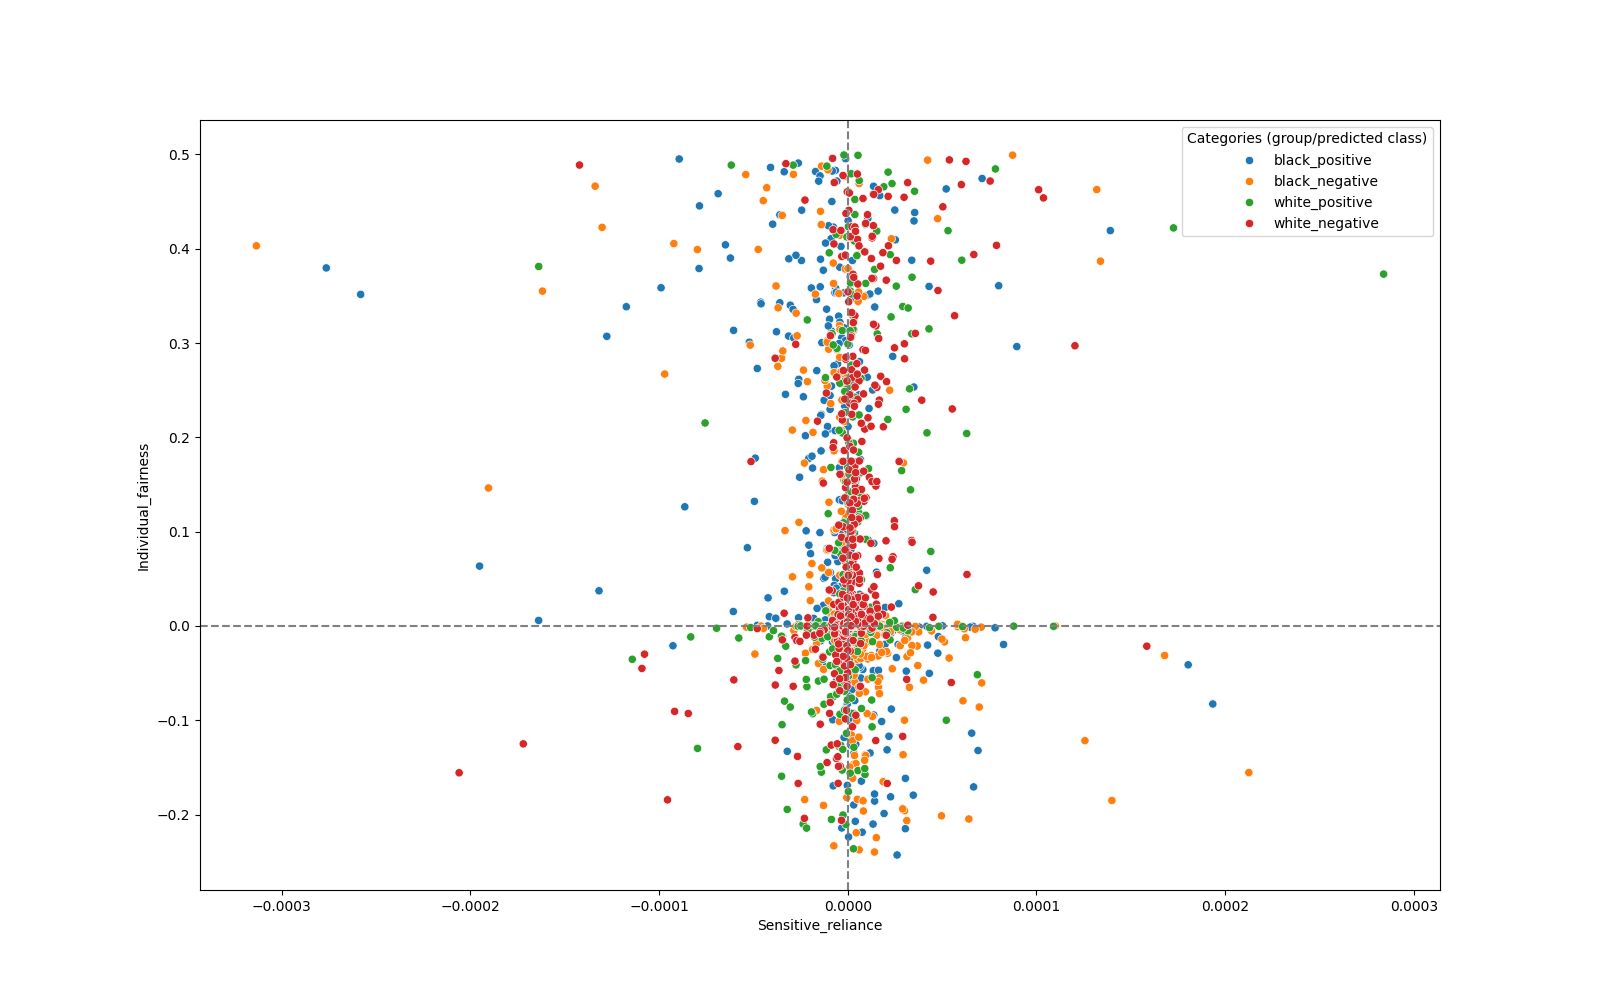 Categories (group/predicted class)
black_positive
black_negative
white_positive
white_negative
0.5
0.4
0.3
0.2
0.1
0.0
−0.1
−0.2
Individual_fairness
−0.0003
−0.0002
−0.0001
0.0000
0.0001
0.0002
0.0003
Sensitive_reliance